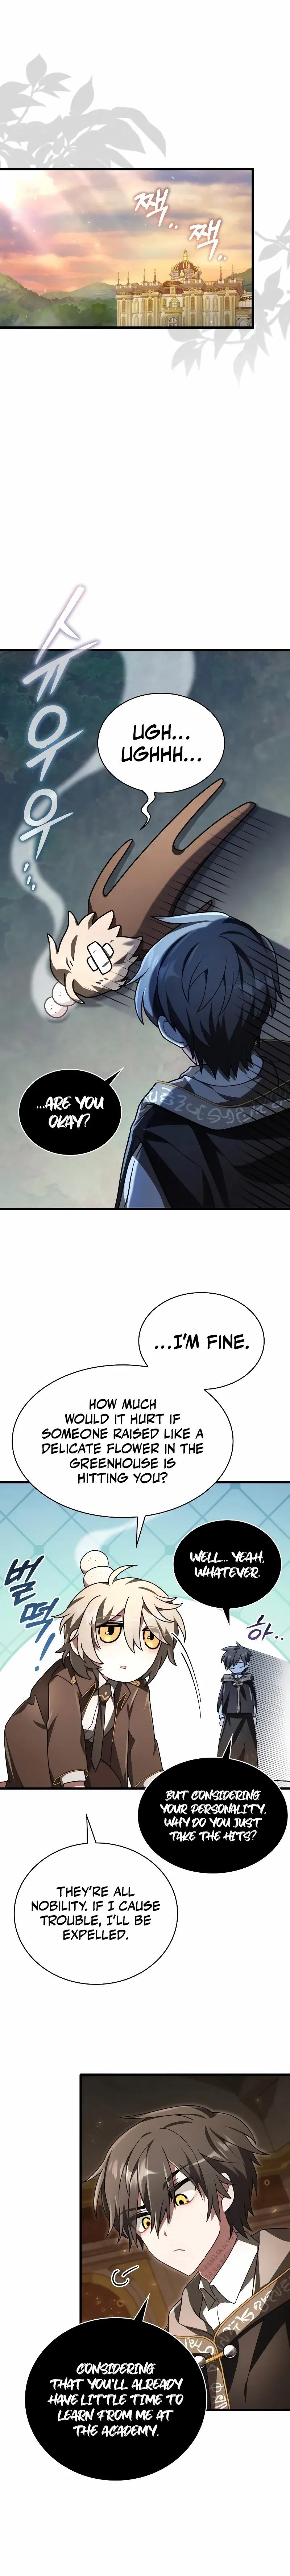 짹..
짹..
슈우우...
UGH...
UGHHH...
...ARE YOU
OKAY?
...I'M FINE.
HOW MUCH
WOULD IT HURT IF
SOMEONE RAISED LIKE A
DELICATE FLOWER IN THE
GREENHOUSE IS
HITTING YOU?
벌떡!
WELL... YEAH.
WHATEVER.
하..
BUT CONSIDERING
YOUR PERSONALITY,
WHY DO YOU JUST
TAKE THE HITS?
THEY'RE ALL
NOBILITY. IF I CAUSE
TROUBLE, I'LL BE
EXPELLED.
CONSIDERING
THAT YOU'LL ALREADY
HAVE LITTLE TIME TO
LEARN FROM ME AT
THE ACADEMY.